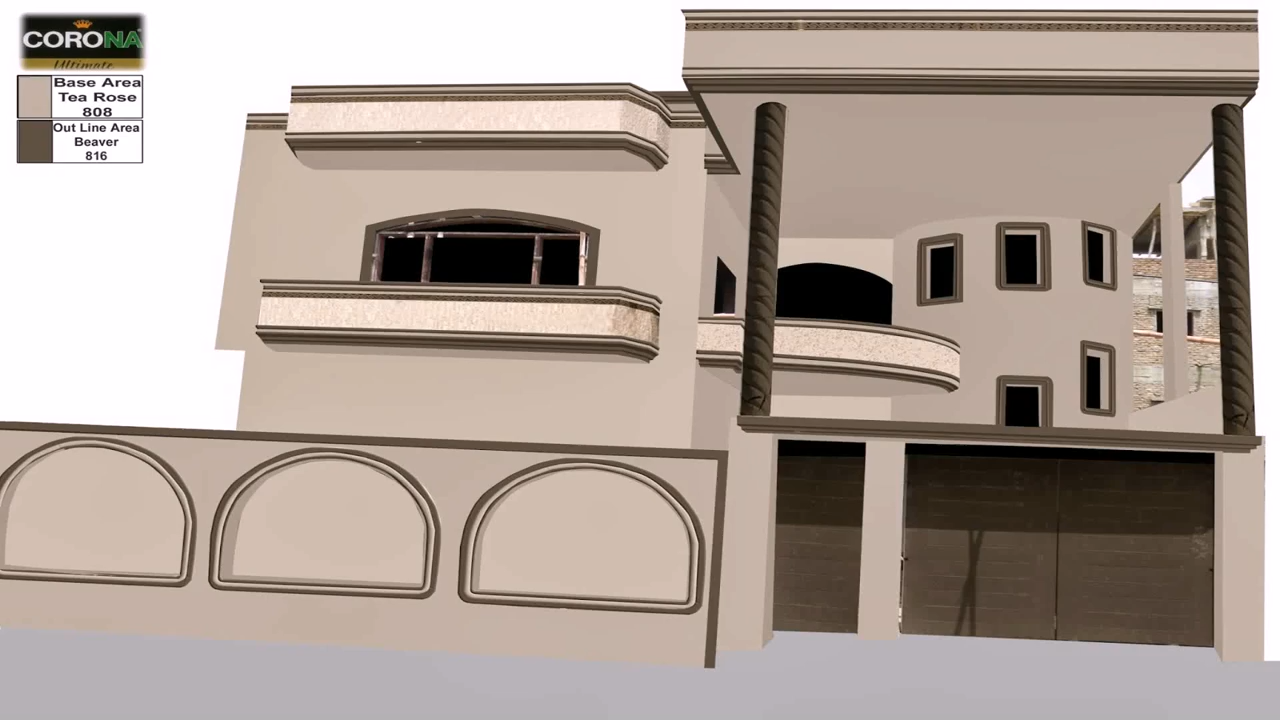 CORONA
Ultimate
Base Area
Tea Rose
808
Out Line Area
Beaver
816